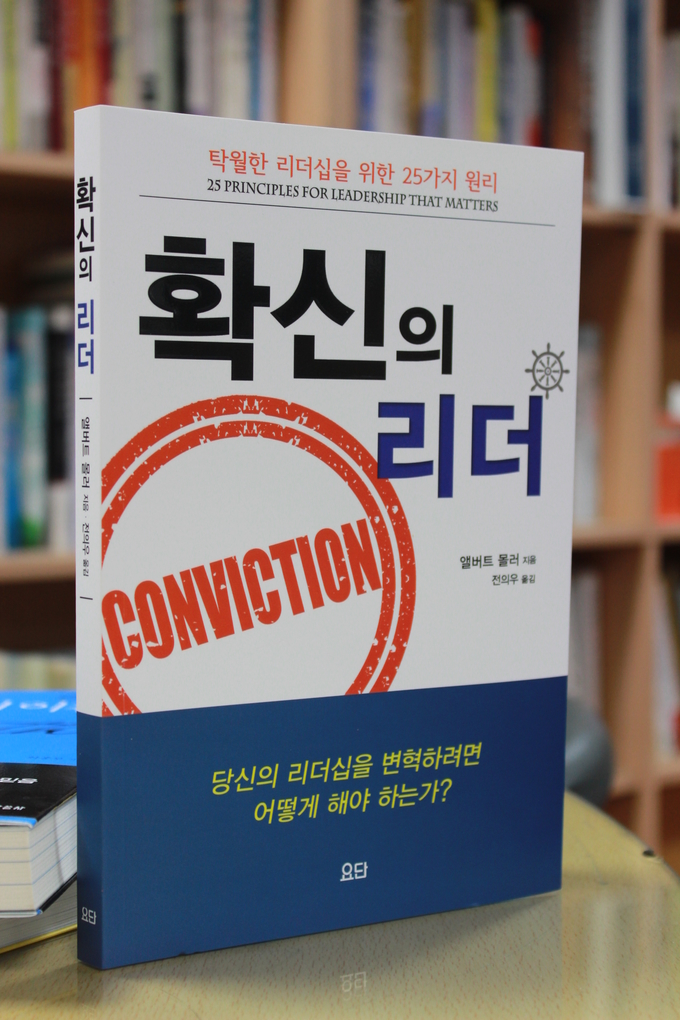 탁월한 리더십을 위한 25가지 원리
25 PRINCIPLES FOR LEADERSHIP THAT MATTERS
확신의
리더
CONVICTION
앨버트 몰러 지음
전의우 옮김
당신의 리더십을 변혁하려면
어떻게 해야 하는가?
요단
확신의 리더
앨버트 몰러 지음 · 전의우 옮김
요단